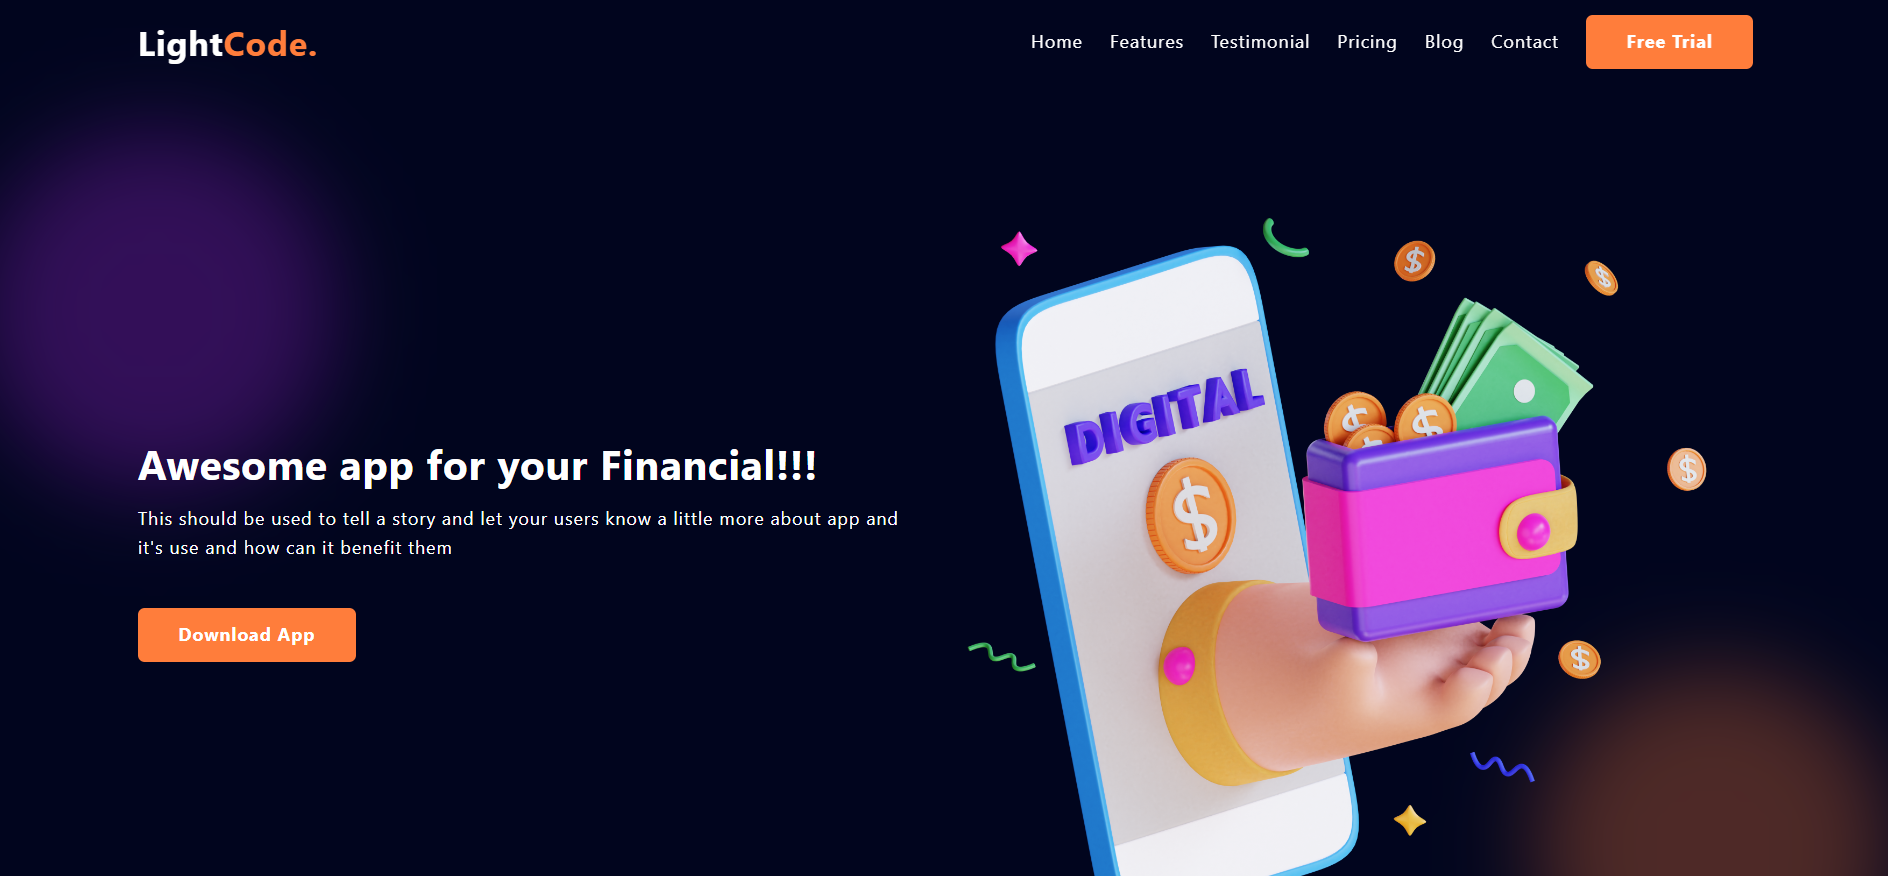 LightCode.
Home Features Testimonial Pricing Blog Contact Free Trial
DIGITAL
$
$
$
$
$
$
$
$
$
Awesome app for your Financial!!!
This should be used to tell a story and let your users know a little more about app and
it's use and how can it benefit them
Download App